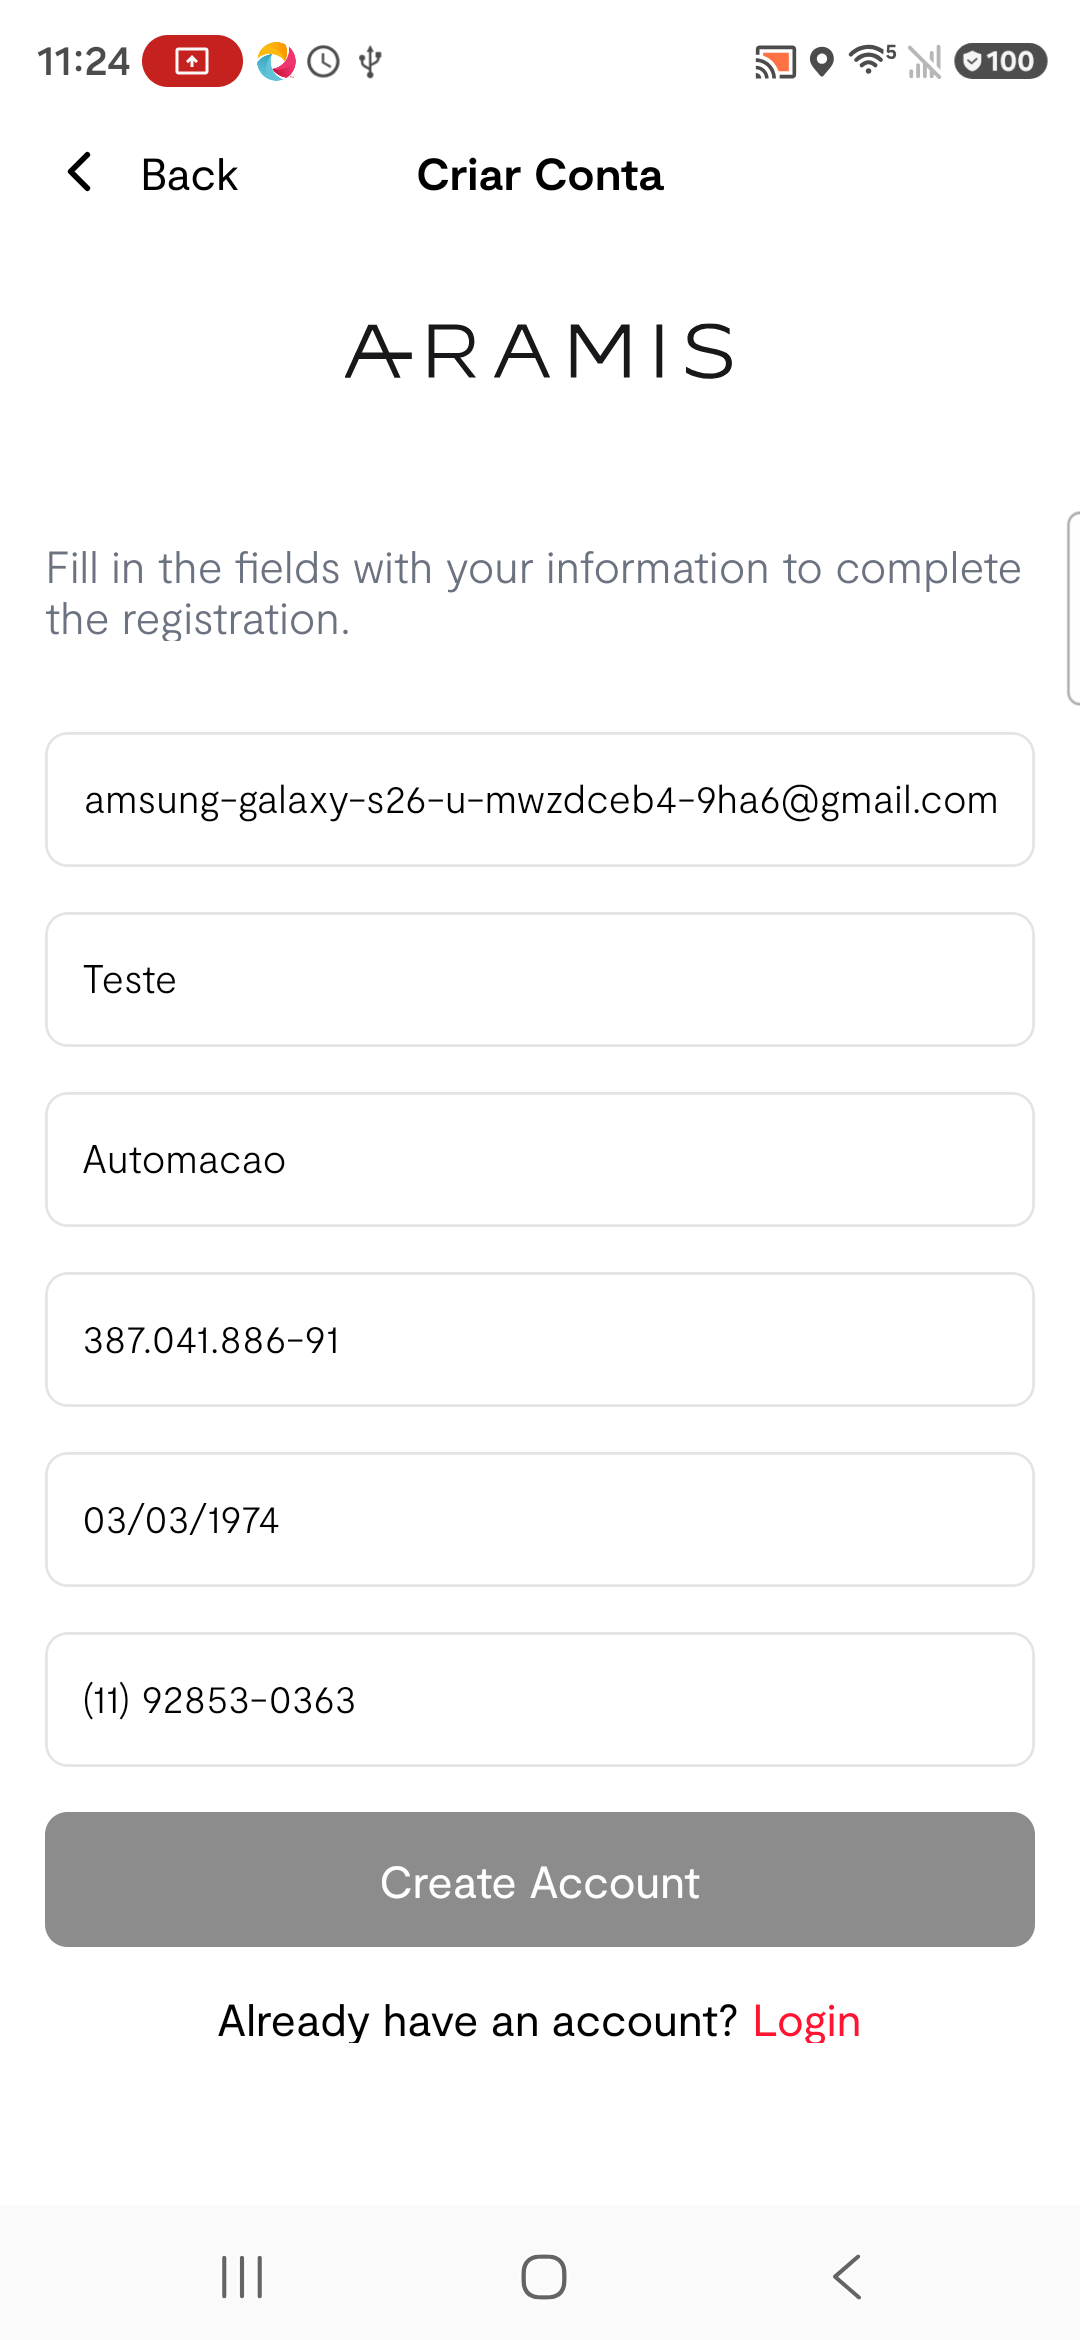 11:24
5
100
Back
Criar Conta
ARAMIS
Fill in the fields with your information to complete
the registration.
amsung-galaxy-s26-u-mwzdceb4-9ha6@gmail.com
Teste
Automacao
387.041.886-91
03/03/1974
(11) 92853-0363
Create Account
Already have an account? Login